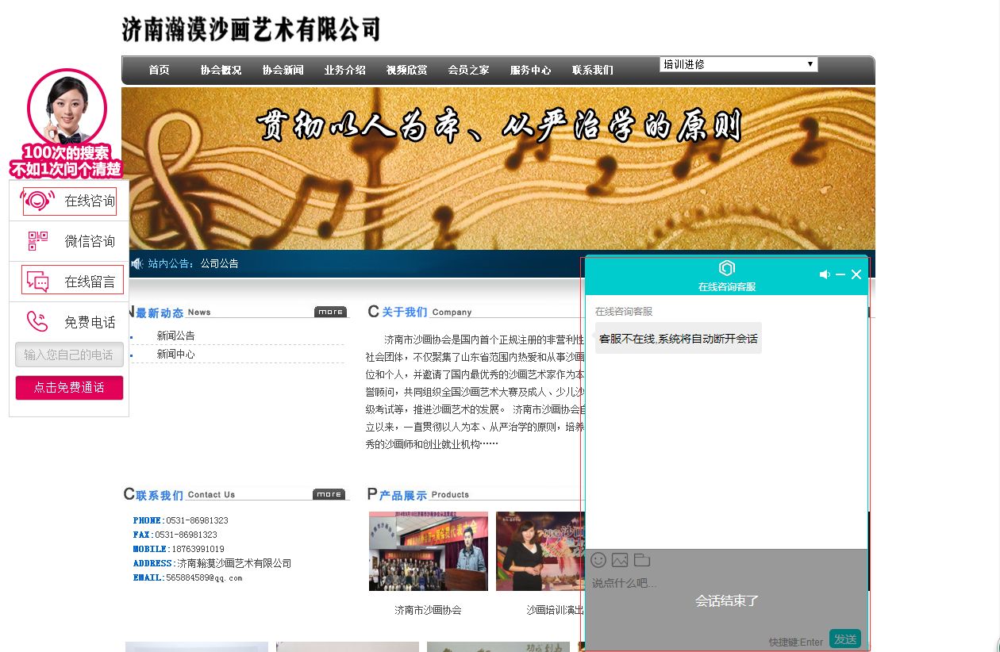 济南瀚漠沙画艺术有限公司
首页 协会概况 协会新闻 业务介绍 视频欣赏 会员之家 服务中心 联系我们 培训进修
贯彻以人为本、从严治学的原则
100次的搜索
不如1次问个清楚
在线咨询
微信咨询
在线留言
免费电话
输入您自己的电话
点击免费通话
站内公告: 公司公告
N最新动态 News more
新闻公告
新闻中心
C关于我们 Company
济南市沙画协会是国内首个正规注册的非营利性
社会团体，不仅聚集了山东省范围内热爱和从事沙画
位和个人，并邀请了国内最优秀的沙画艺术家作为本
誉顾问，共同组织全国沙画艺术大赛及成人、少儿沙
级考试等，推进沙画艺术的发展。 济南市沙画协会自
立以来，一直贯彻以人为本、从严治学的原则，培养
秀的沙画师和创业就业机构……
C联系我们 Contact Us more
PHONE:0531-86981323
FAX:0531-86981323
MOBILE:18763991019
ADDRESS:济南瀚漠沙画艺术有限公司
EMAIL:565884589@qq.com
P产品展示 Products
济南市沙画协会
沙画培训演出
在线咨询客服
在线咨询客服
客服不在线,系统将自动断开会话
说点什么吧...
会话结束了
快捷键:Enter 发送